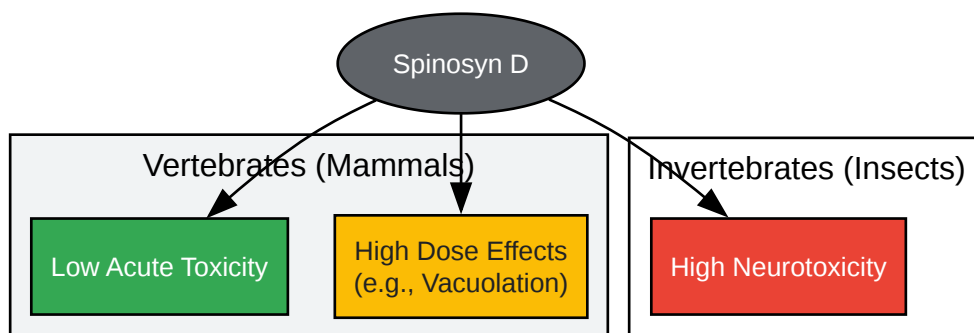 Spinosyn D
Vertebrates (Mammals)
Invertebrates (Insects)
Low Acute Toxicity
High Dose Effects
(e.g., Vacuolation)
High Neurotoxicity